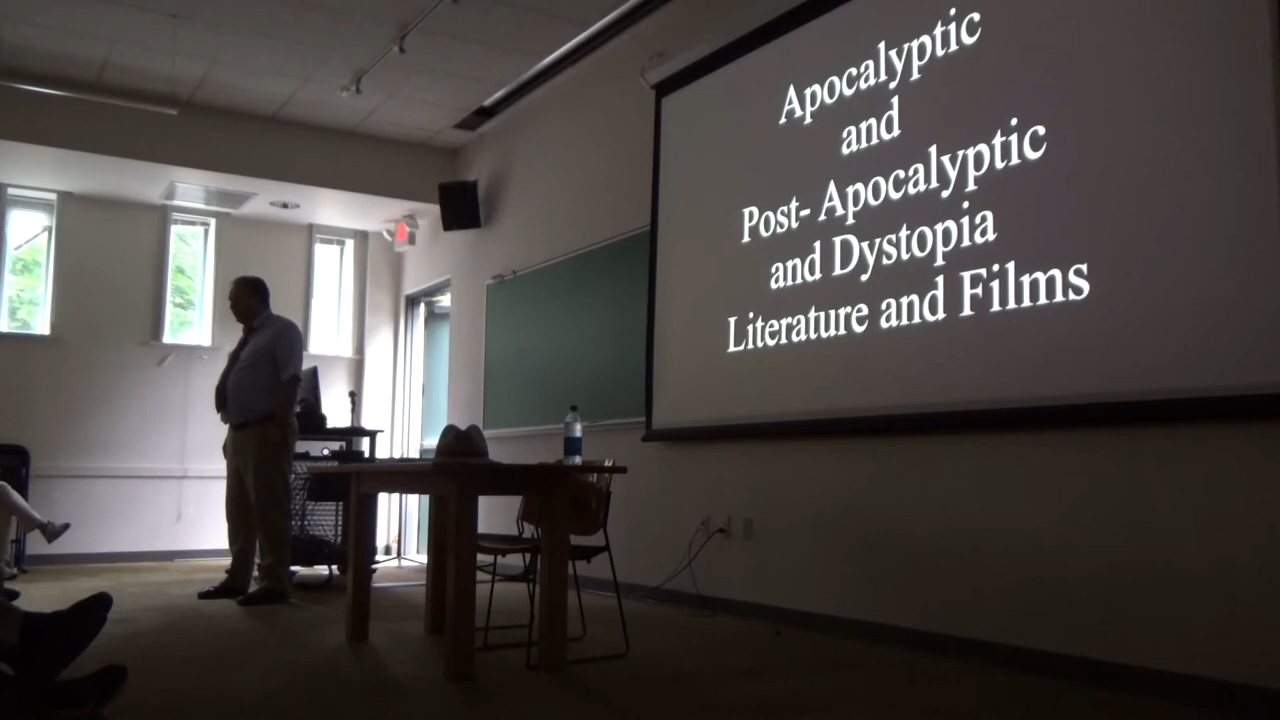 Apocalyptic
and
Post- Apocalyptic
and Dystopia
Literature and Films